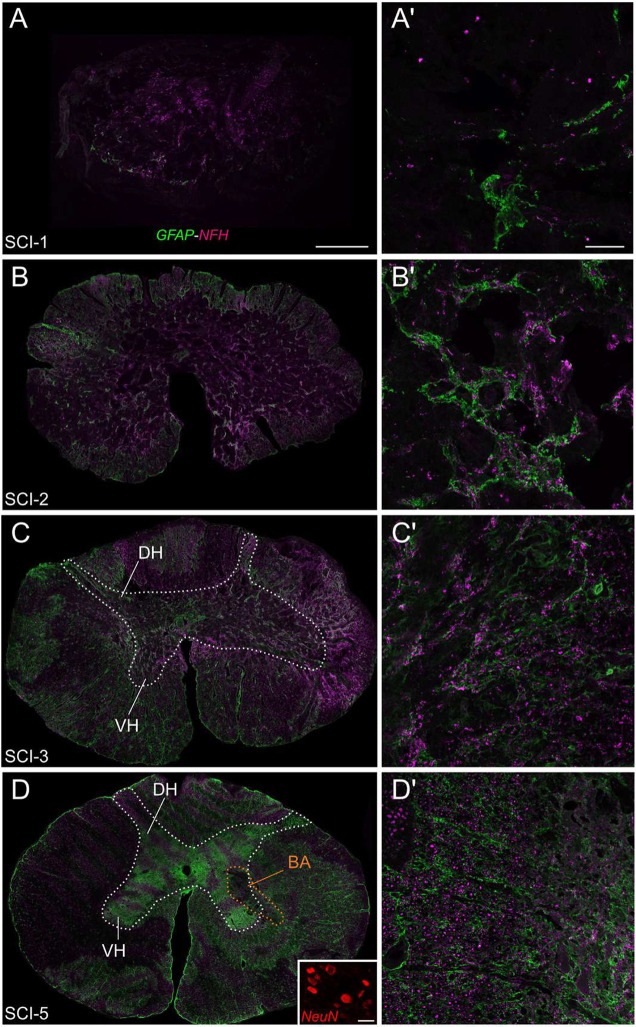 A
A'
GFAP-NFH
SCI-1
B
B'
SCI-2
C
C'
DH
VH
SCI-3
D
D'
DH
BA
VH
NeuN
SCI-5